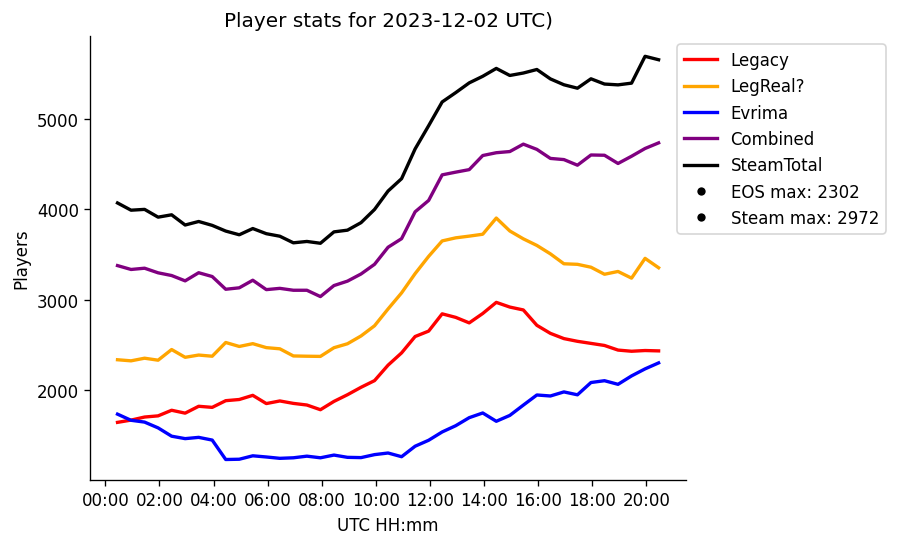 Player stats for 2023-12-02 UTC)
Legacy
LegReal?
Evrima
Combined
SteamTotal
EOS max: 2302
Steam max: 2972
Players
5000
4000
3000
2000
00:00 02:00 04:00 06:00 08:00 10:00 12:00 14:00 16:00 18:00 20:00
UTC HH:mm